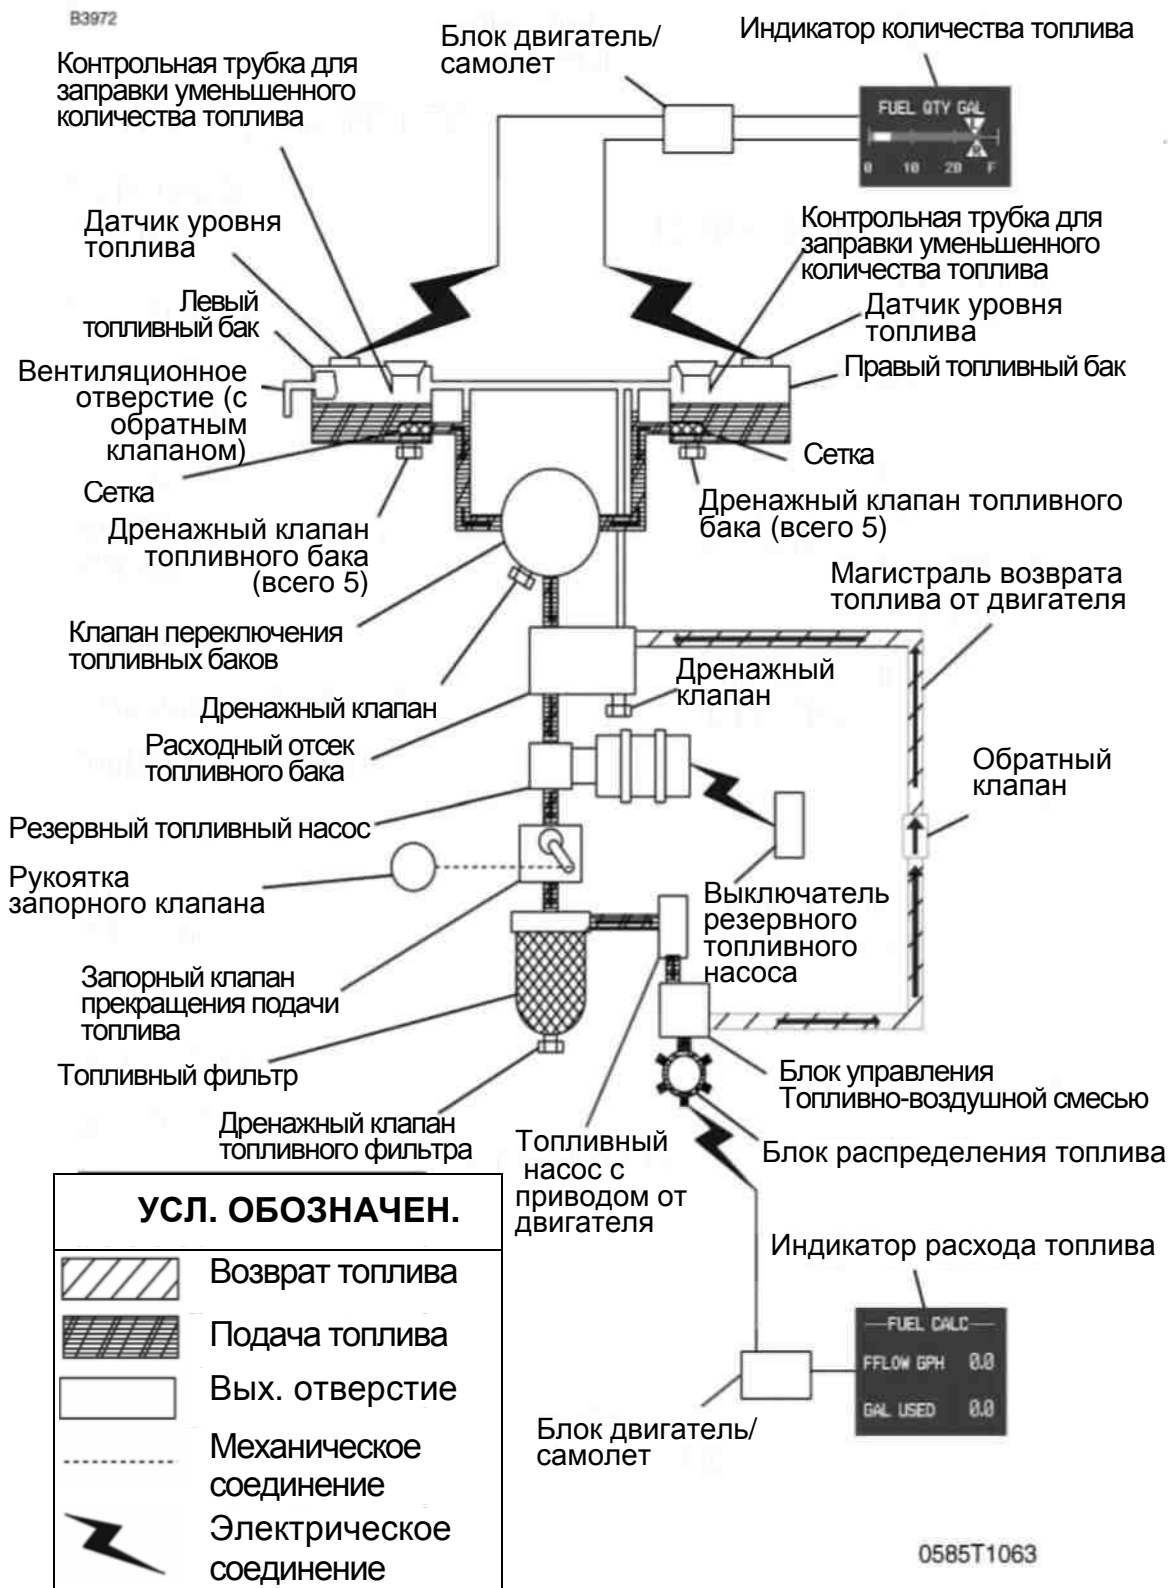 B3972
Блок двигатель/
самолет
Индикатор количества топлива
Контрольная трубка для
заправки уменьшенного
количества топлива
FUEL QTY GAL
L
R
0 10 20 F
Датчик уровня
топлива
Контрольная трубка для
заправки уменьшенного
количества топлива
Левый
топливный бак
Датчик уровня
топлива
Вентиляционное
отверстие (с
обратным
клапаном)
Правый топливный бак
Сетка
Сетка
Дренажный клапан
топливного бака
(всего 5)
Дренажный клапан топливного
бака (всего 5)
Магистраль возврата
топлива от двигателя
Клапан переключения
топливных баков
Дренажный клапан
Дренажный
клапан
Расходный отсек
топливного бака
Обратный
клапан
Резервный топливный насос
Рукоятка
запорного клапана
Выключатель
резервного
топливного
насоса
Запорный клапан
прекращения подачи
топлива
Топливный фильтр
Блок управления
Топливно-воздушной смесью
Дренажный клапан
топливного фильтра
Топливный
насос с
приводом от
двигателя
Блок распределения топлива
УСЛ. ОБОЗНАЧЕН.
Возврат топлива
Подача топлива
Вых. отверстие
Механическое
соединение
Электрическое
соединение
Индикатор расхода топлива
FUEL CALC
FFLOW GPH 0.0
GAL USED 0.0
Блок двигатель/
самолет
0585T1063